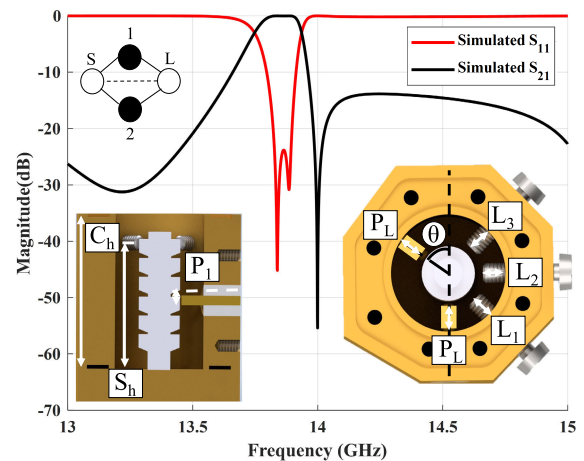 Magnitude(dB)
0
-10
-20
-30
-40
-50
-60
-70
13
13.5
14
14.5
15
Frequency (GHz)
Simulated S11
Simulated S21
1
S
L
2
Ch
P1
Sh
PL
θ
L3
L2
L1
PL